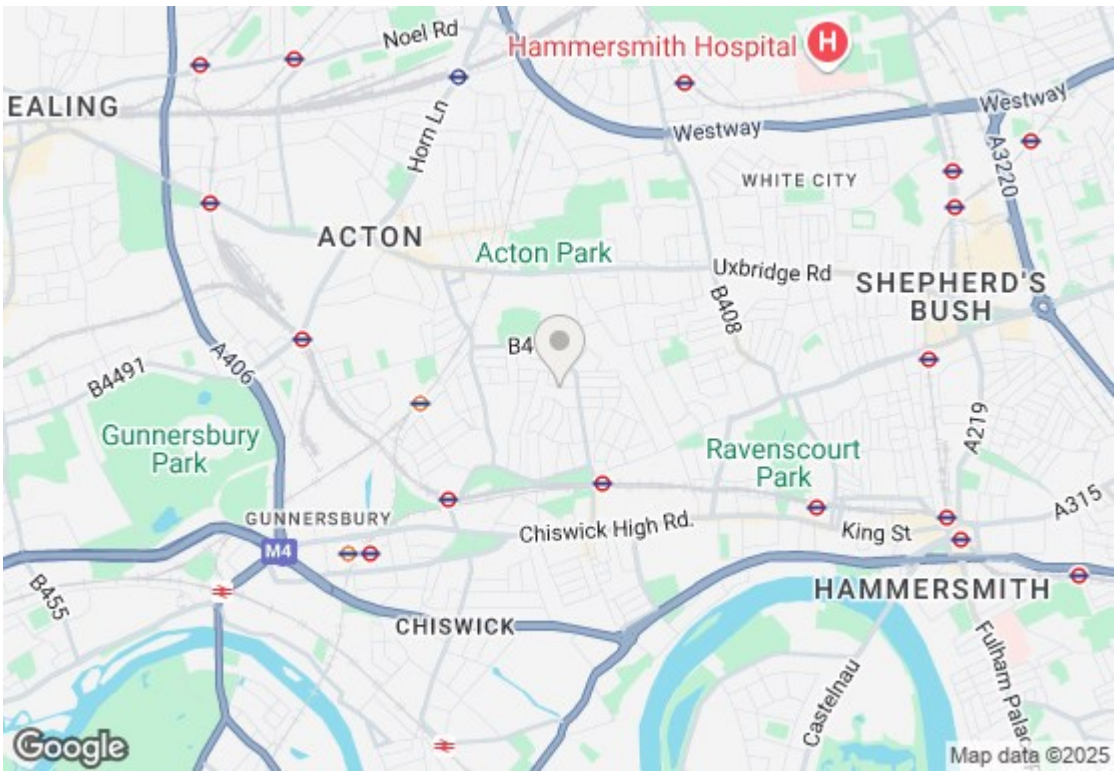 Noel Rd
Hammersmith Hospital
H
EALING
Horn Ln
Westway
Westway
A3220
WHITE CITY
ACTON
Acton Park
Uxbridge Rd
SHEPHERD'S
BUSH
B408
B4
A406
B4491
Gunnersbury
Park
Ravenscourt
Park
A219
A315
GUNNERSBURY
Chiswick High Rd.
King St
M4
B455
HAMMERSMITH
CHISWICK
Castelnau
Fulham Palac
Google
Map data ©2025